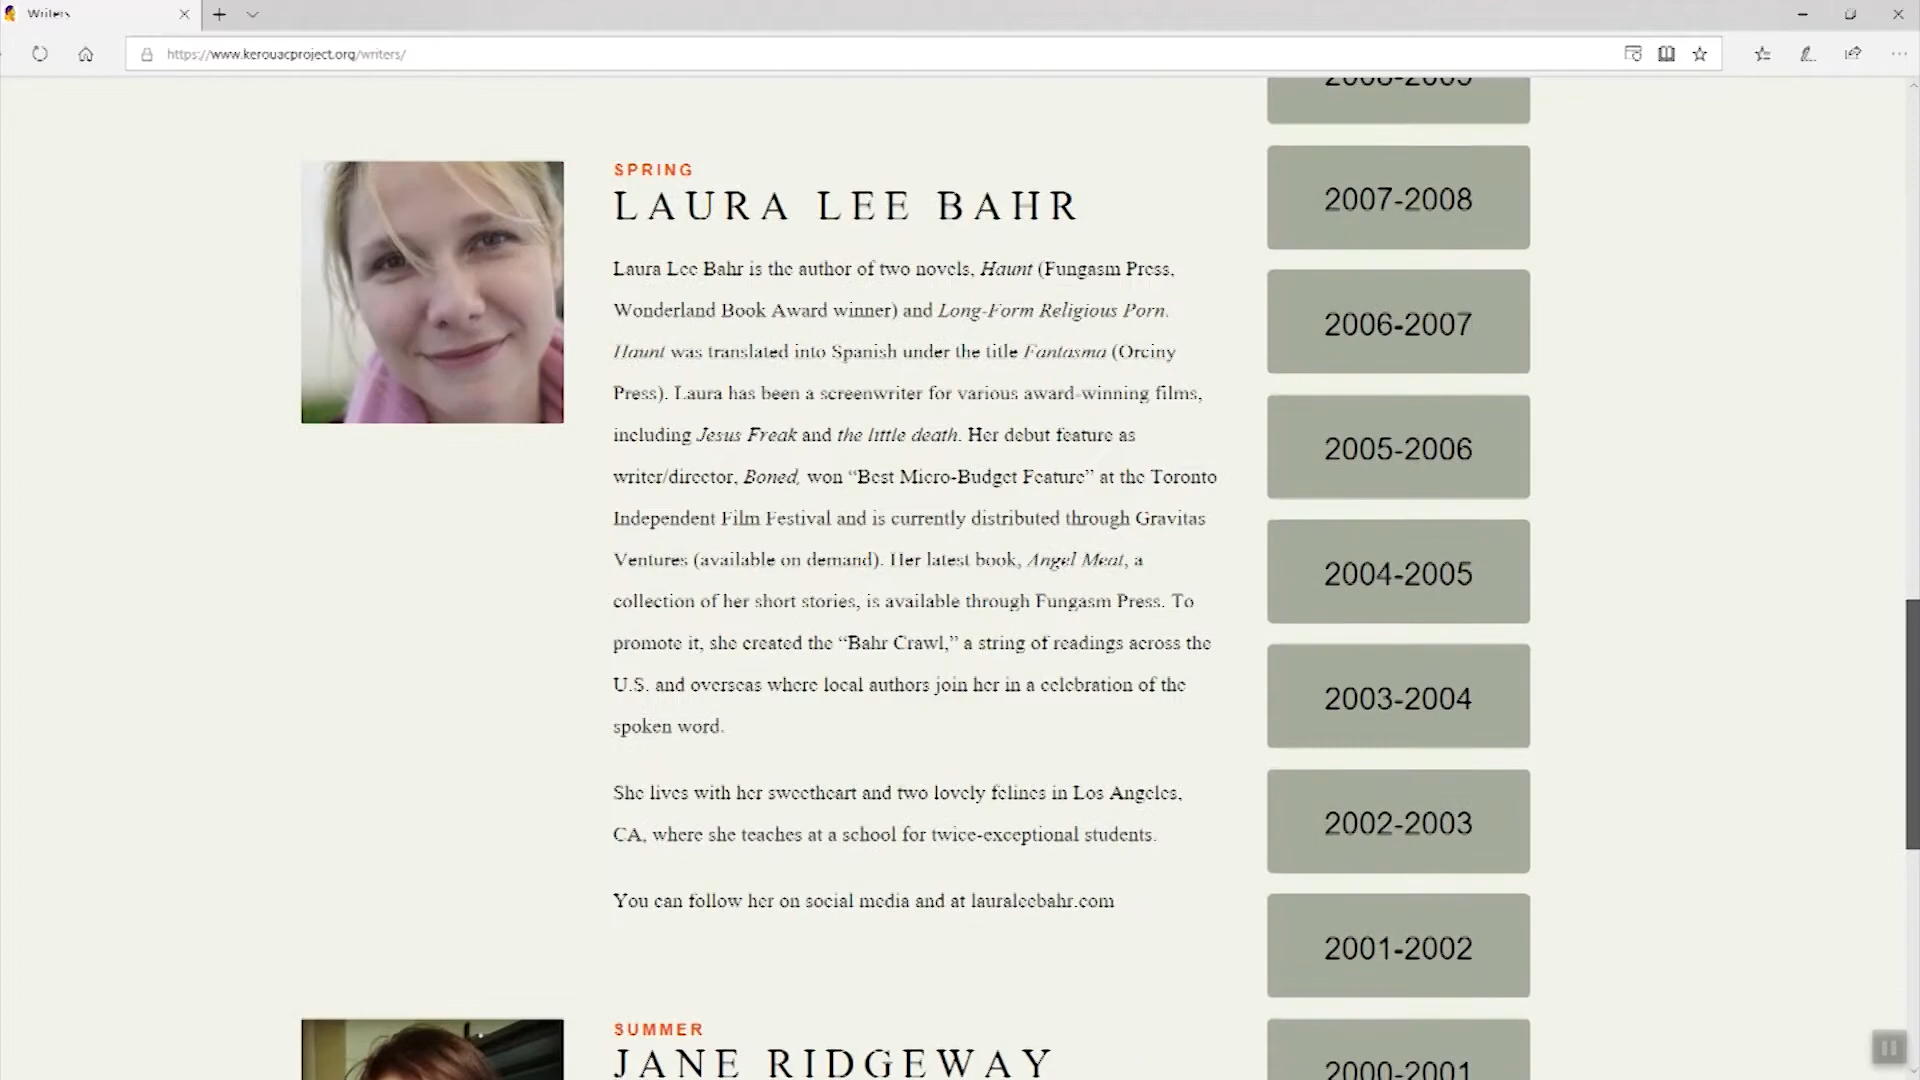 Writers
https://www.kerouacproject.org/writers/
SPRING
LAURA LEE BAHR
Laura Lee Bahr is the author of two novels, Haunt (Fungasm Press,
Wonderland Book Award winner) and Long-Form Religious Porn.
Haunt was translated into Spanish under the title Fantasma (Orciny
Press). Laura has been a screenwriter for various award-winning films,
including Jesus Freak and the little death. Her debut feature as
writer/director, Boned, won “Best Micro-Budget Feature” at the Toronto
Independent Film Festival and is currently distributed through Gravitas
Ventures (available on demand). Her latest book, Angel Meat, a
collection of her short stories, is available through Fungasm Press. To
promote it, she created the “Bahr Crawl,” a string of readings across the
U.S. and overseas where local authors join her in a celebration of the
spoken word.
She lives with her sweetheart and two lovely felines in Los Angeles,
CA, where she teaches at a school for twice-exceptional students.
You can follow her on social media and at lauraleebahr.com
SUMMER
JANE RIDGEWAY
2008-2009
2007-2008
2006-2007
2005-2006
2004-2005
2003-2004
2002-2003
2001-2002
2000-2001